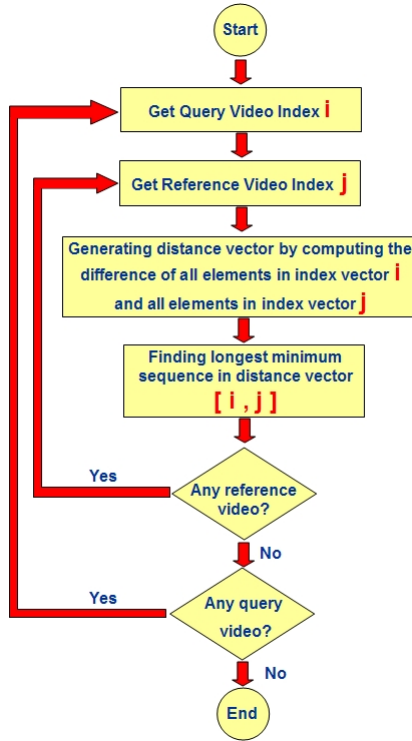 Start
Get Query Video Index i
Get Reference Video Index j
Generating distance vector by computing the
difference of all elements in index vector i
and all elements in index vector j
Finding longest minimum
sequence in distance vector
[ i , j ]
Yes
Any reference
video?
No
Yes
Any query
video?
No
End